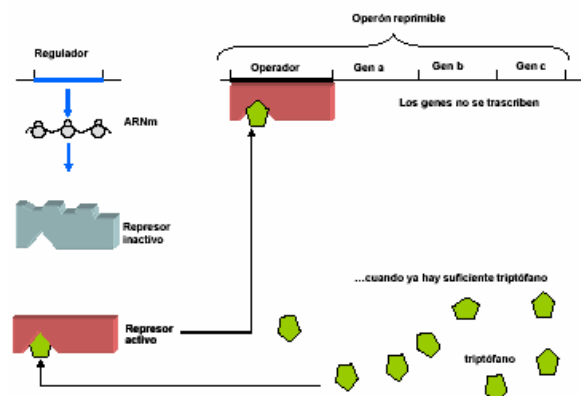 Operón reprimible
Regulador
Operador
Gen a
Gen b
Gen c
ARNm
Los genes no se trascriben
Represor
inactivo
...cuando ya hay suficiente triptófano
Represor
activo
triptófano